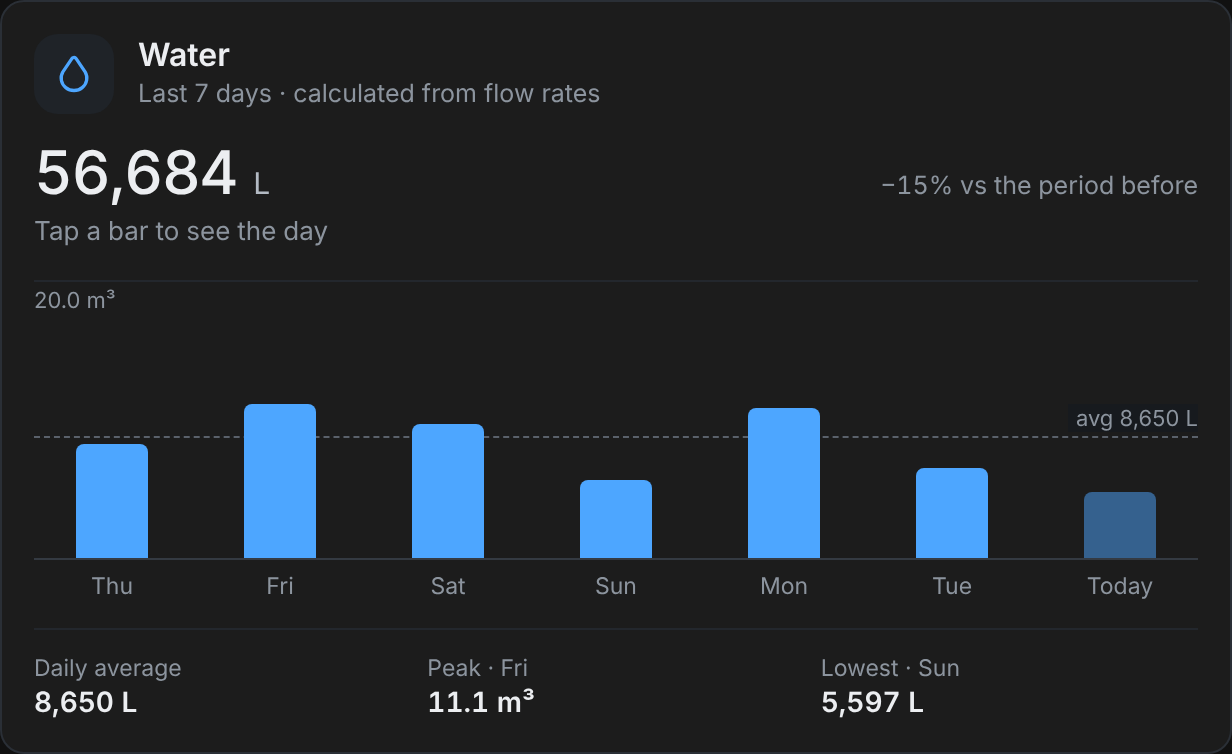 Water
Last 7 days · calculated from flow rates
56,684 L
−15% vs the period before
Tap a bar to see the day
20.0 m³
avg 8,650 L
Thu Fri Sat Sun Mon Tue Today
Daily average Peak · Fri Lowest · Sun
8,650 L 11.1 m³ 5,597 L